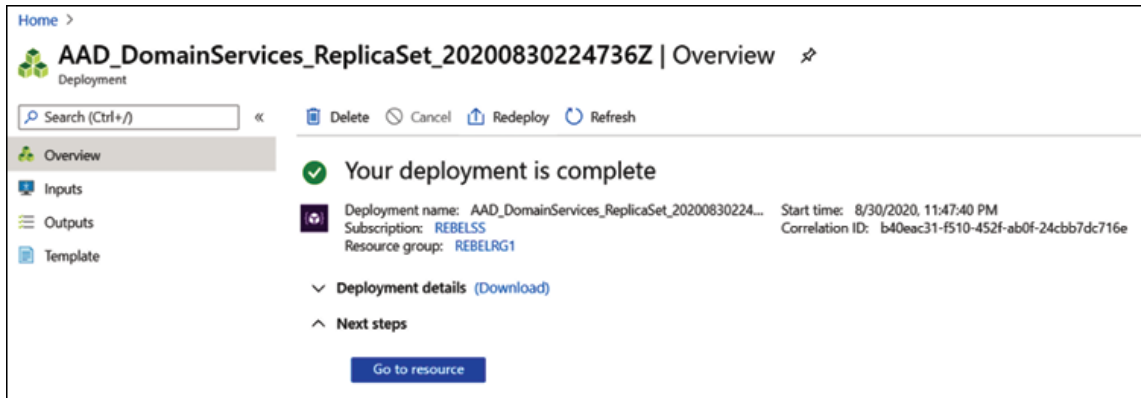 Home >
AAD_DomainServices_ReplicaSet_20200830224736Z | Overview
Deployment
Search (Ctrl+/)
«
Delete Cancel Redeploy Refresh
Overview
Inputs
Outputs
Template
Your deployment is complete
Deployment name: AAD_DomainServices_ReplicaSet_20200830224... Start time: 8/30/2020, 11:47:40 PM
Subscription: REBELSS Correlation ID: b40eac31-f510-452f-ab0f-24cbb7dc716e
Resource group: REBELRG1
Deployment details (Download)
Next steps
Go to resource